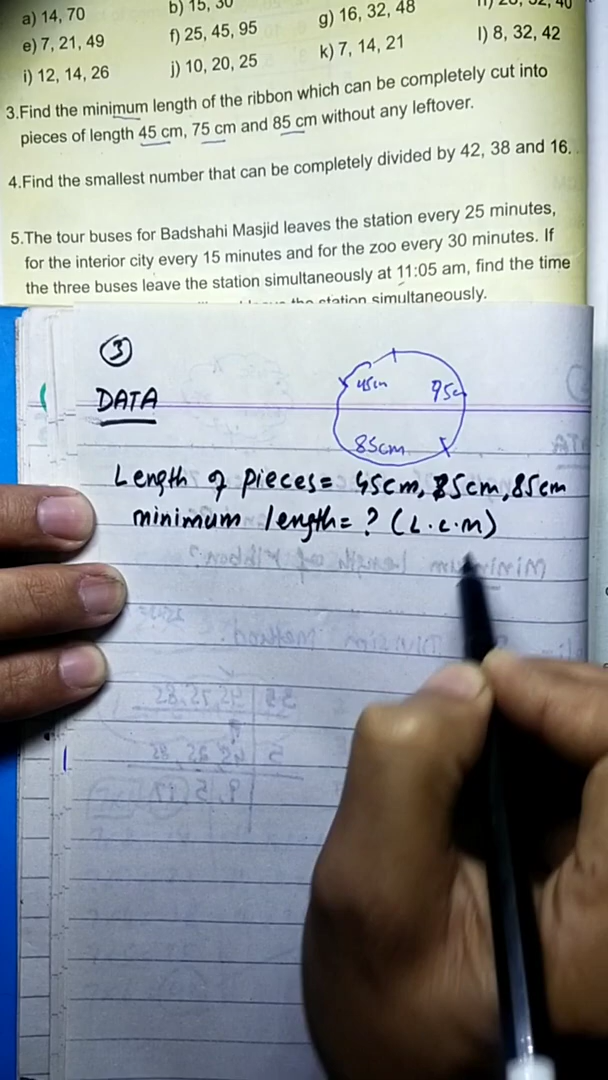 a) 14, 70
b) 15, 30
g) 16, 32, 48
e) 7, 21, 49
f) 25, 45, 95
k) 7, 14, 21
l) 8, 32, 42
i) 12, 14, 26
j) 10, 20, 25
3.Find the minimum length of the ribbon which can be completely cut into
pieces of length 45 cm, 75 cm and 85 cm without any leftover.
4.Find the smallest number that can be completely divided by 42, 38 and 16.
5.The tour buses for Badshahi Masjid leaves the station every 25 minutes,
for the interior city every 15 minutes and for the zoo every 30 minutes. If
the three buses leave the station simultaneously at 11:05 am, find the time
the station simultaneously.
③
DATA
45cm
85cm
Length of pieces= 45cm, 75cm, 85cm
minimum length= ? (L.C.M)